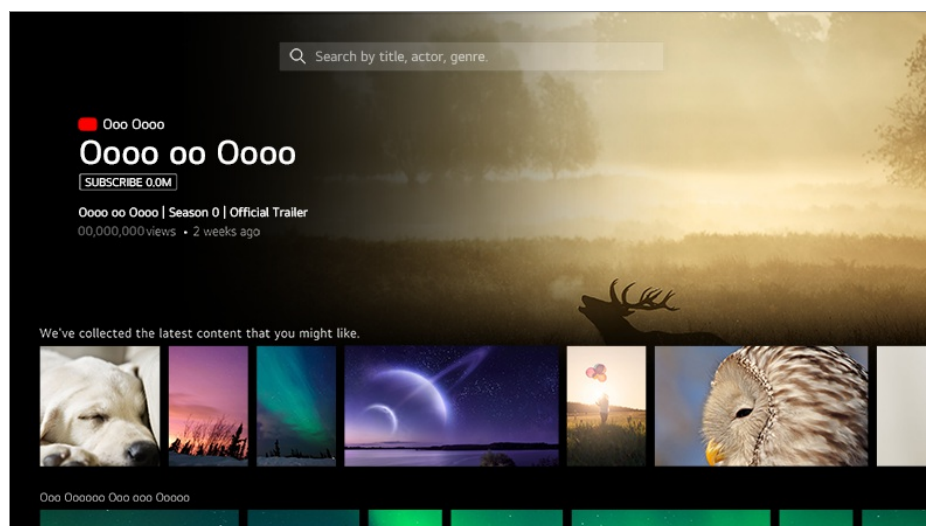 Search by title, actor, genre.
Ooo Oooo
Oooo oo Oooo
SUBSCRIBE 0.0M
Oooo oo Oooo | Season 0 | Official Trailer
00,000,000 views • 2 weeks ago
We've collected the latest content that you might like.
Ooo Oooooo Ooo ooo Ooooo